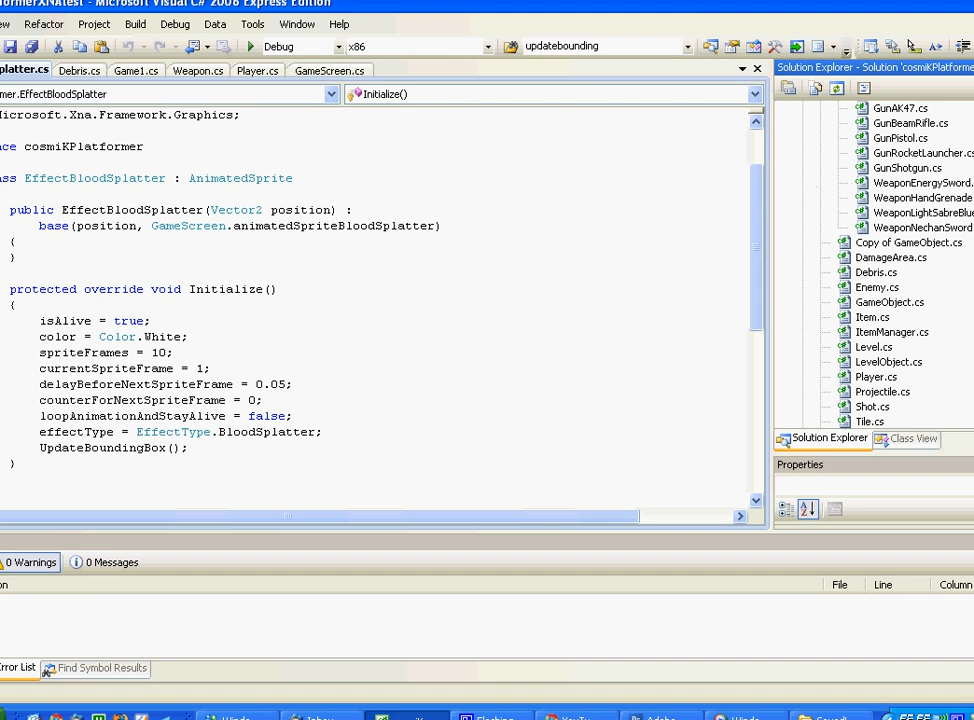 formerXNAtest - Microsoft Visual C# 2008 Express Edition
ew Refactor Project Build Debug Data Tools Window Help
Debug x86 updatebounding
platter.cs Debris.cs Game1.cs Weapon.cs Player.cs GameScreen.cs
Solution Explorer - Solution 'cosmiKPlatforme
mer.EffectBloodSplatter Initialize()
Microsoft.Xna.Framework.Graphics;
ace cosmiKPlatformer
ass EffectBloodSplatter : AnimatedSprite
public EffectBloodSplatter(Vector2 position) :
base(position, GameScreen.animatedSpriteBloodSplatter)
{
}
protected override void Initialize()
{
isAlive = true;
color = Color.White;
spriteFrames = 10;
currentSpriteFrame = 1;
delayBeforeNextSpriteFrame = 0.05;
counterForNextSpriteFrame = 0;
loopAnimationAndStayAlive = false;
effectType = EffectType.BloodSplatter;
UpdateBoundingBox();
}
GunAK47.cs
GunBeamRifle.cs
GunPistol.cs
GunRocketLauncher.cs
GunShotgun.cs
WeaponEnergySword.
WeaponHandGrenade
WeaponLightSabreBlu
WeaponNechanSword
Copy of GameObject.cs
DamageArea.cs
Debris.cs
Enemy.cs
GameObject.cs
Item.cs
ItemManager.cs
Level.cs
LevelObject.cs
Player.cs
Projectile.cs
Shot.cs
Tile.cs
Solution Explorer Class View
Properties
0 Warnings 0 Messages
on File Line Column
Error List Find Symbol Results